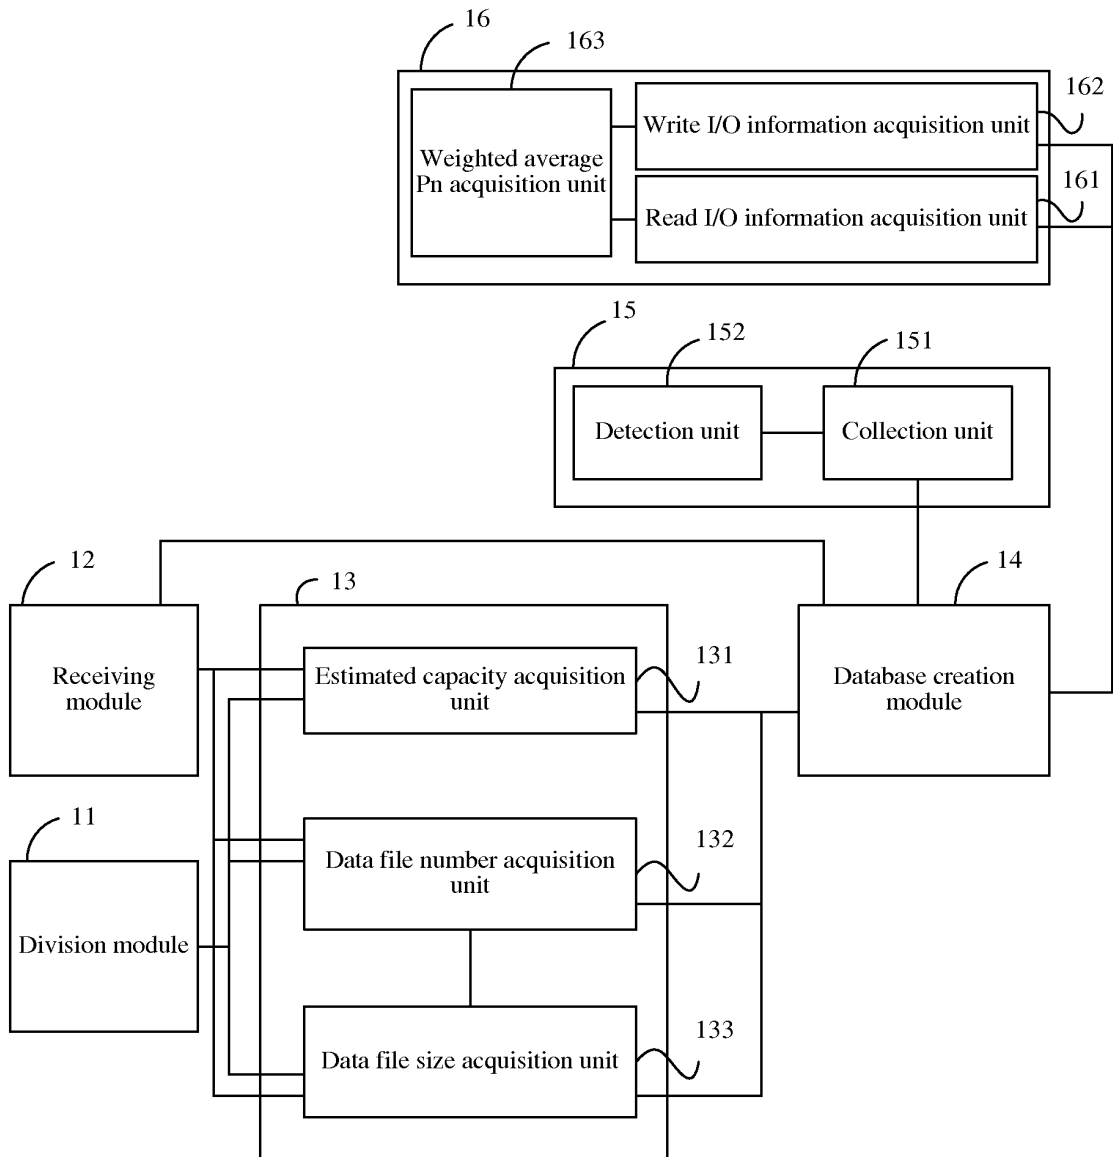 16
163
162
Write I/O information acquisition unit
Weighted average
Pn acquisition unit
161
Read I/O information acquisition unit
15
152
151
Detection unit
Collection unit
12
13
14
Receiving
module
131
Estimated capacity acquisition
unit
Database creation
module
11
132
Data file number acquisition
unit
Division module
133
Data file size acquisition unit